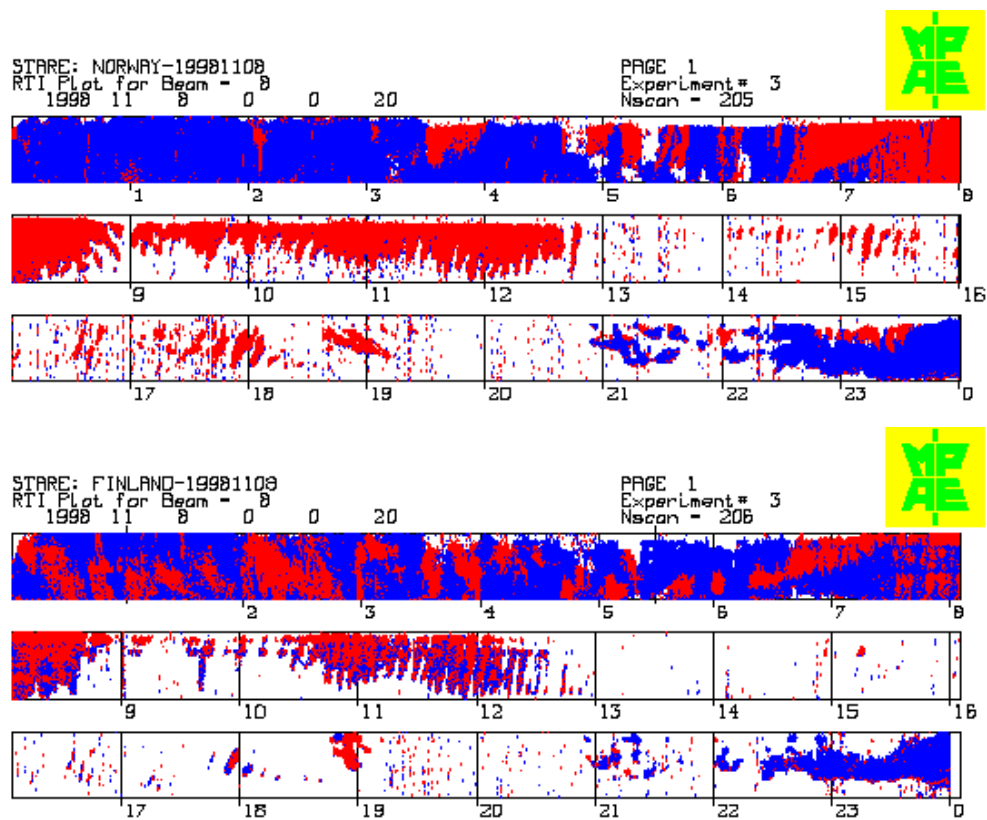 MP
AE
STARE: NORWAY-19981108 PAGE 1
RTI Plot for Beam - 8 Experiment# 3
1998 11 8 0 0 20 Nscan - 205
1 2 3 4 5 6 7 8
9 10 11 12 13 14 15 16
17 18 19 20 21 22 23 0
MP
AE
STARE: FINLAND-19981108 PAGE 1
RTI Plot for Beam - 8 Experiment# 3
1998 11 8 0 0 20 Nscan - 206
2 3 4 5 6 7 8
9 10 11 12 13 14 15 16
17 18 19 20 21 22 23 0